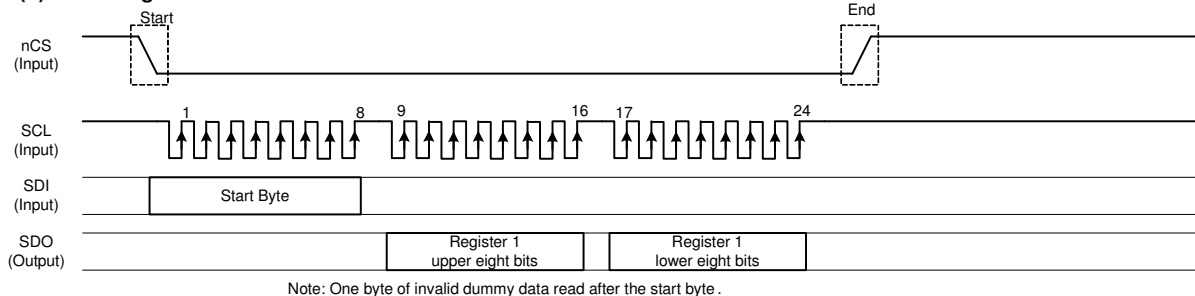 Start
End
nCS
(Input)
1
8
9
16
17
24
SCL
(Input)
SDI
(Input)
Start Byte
SDO
(Output)
Register 1
upper eight bits
Register 1
lower eight bits
Note: One byte of invalid dummy data read after the start byte .